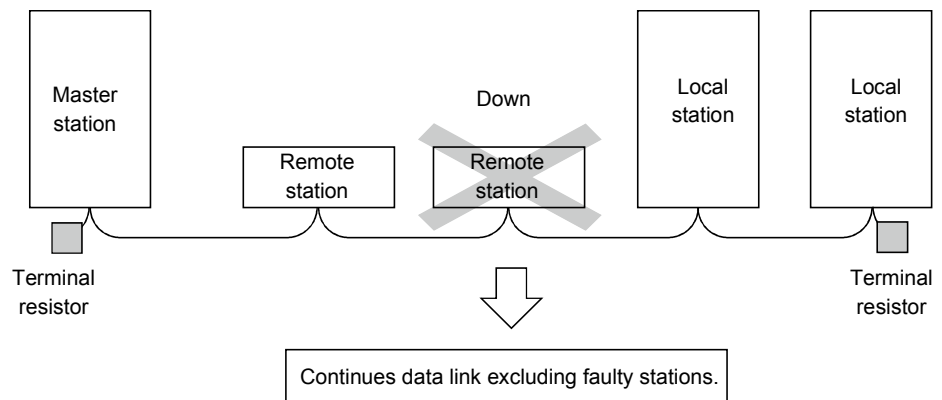 Master
station
Remote
station
Down
Remote
station
Local
station
Local
station
Terminal
resistor
Terminal
resistor
Continues data link excluding faulty stations.